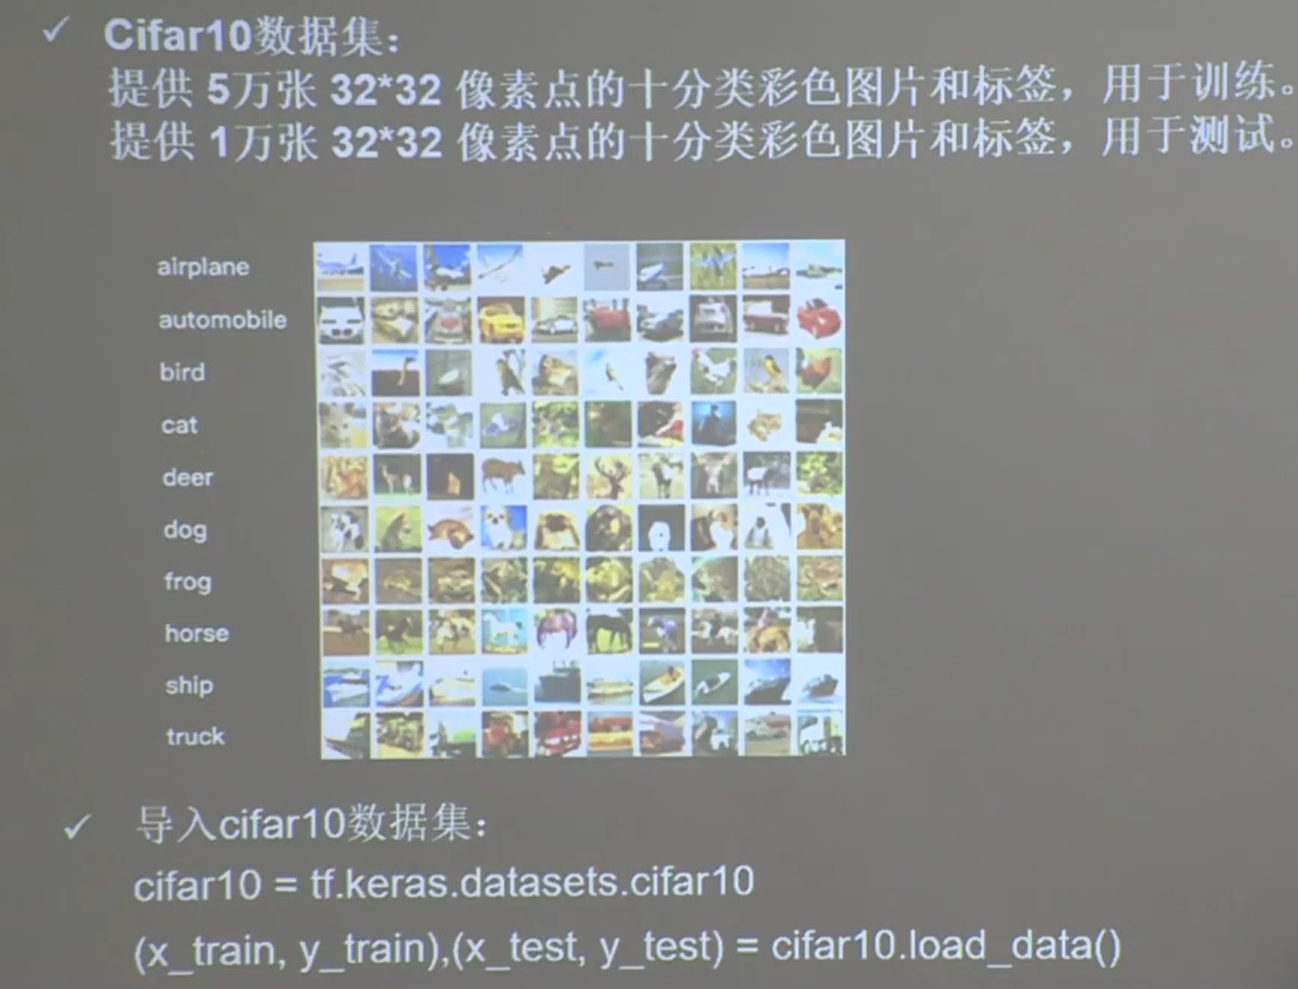 ✓ Cifar10数据集：
提供 5万张 32*32 像素点的十分类彩色图片和标签，用于训练。
提供 1万张 32*32 像素点的十分类彩色图片和标签，用于测试。
airplane
automobile
bird
cat
deer
dog
frog
horse
ship
truck
✓ 导入cifar10数据集：
cifar10 = tf.keras.datasets.cifar10
(x_train, y_train),(x_test, y_test) = cifar10.load_data()